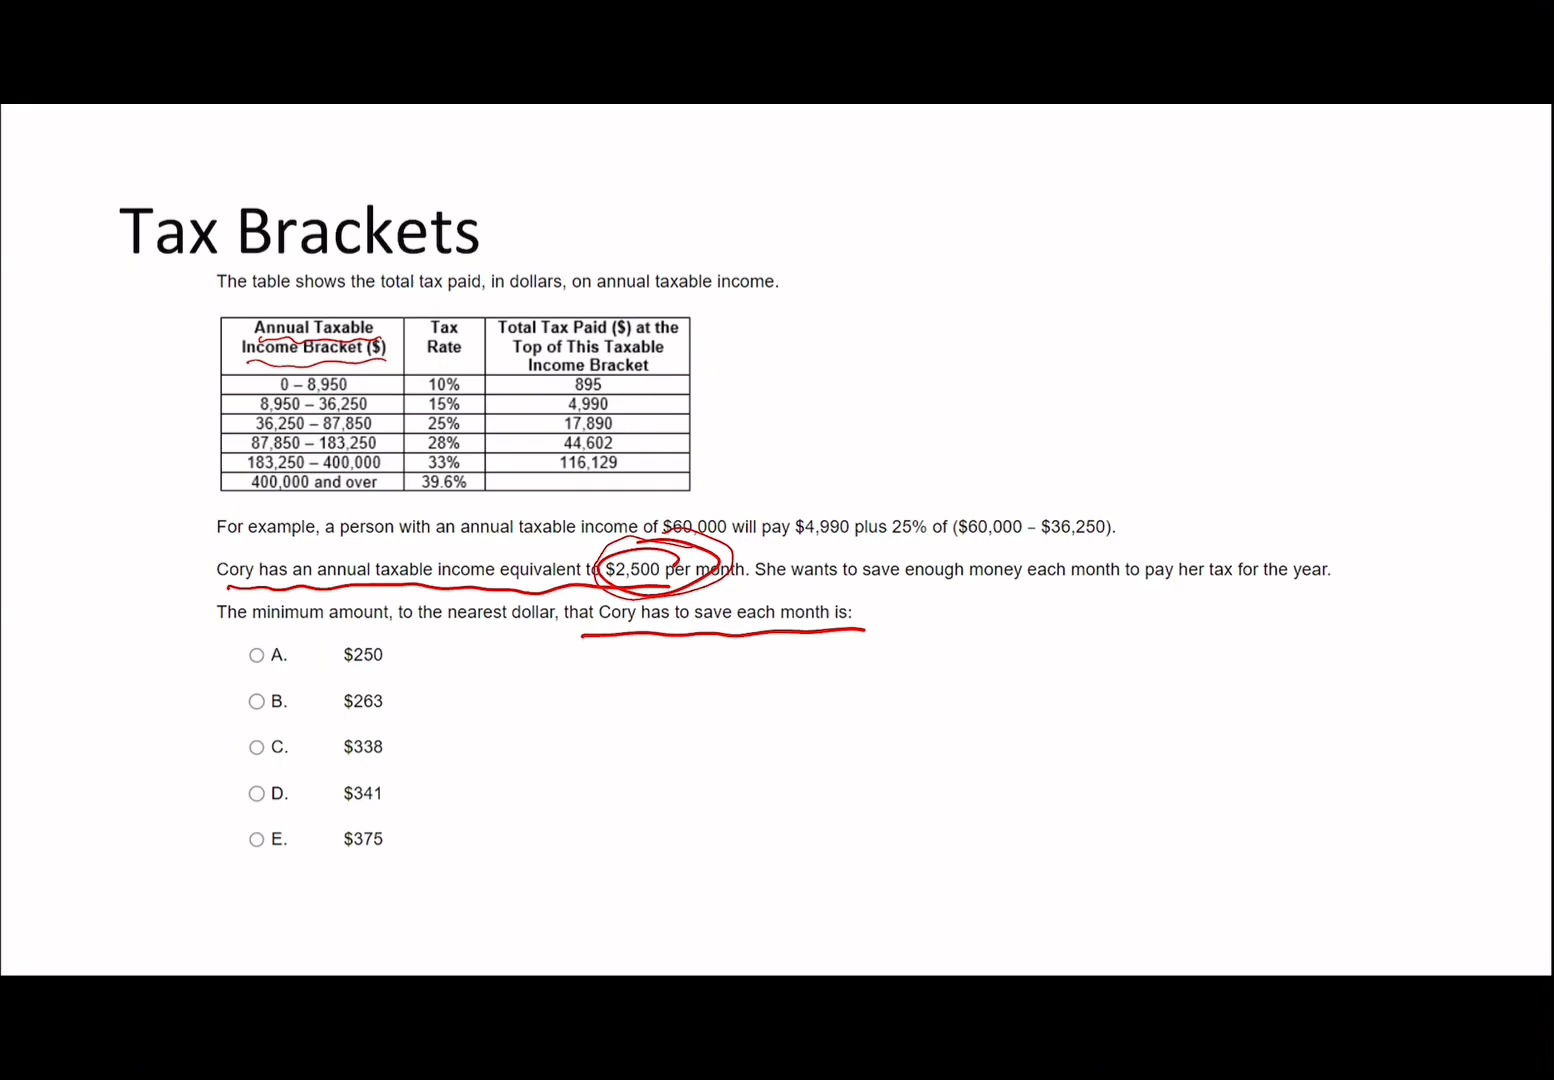 Tax Brackets
The table shows the total tax paid, in dollars, on annual taxable income.
Annual Taxable Income Bracket ($) Tax Rate Total Tax Paid ($) at the Top of This Taxable Income Bracket
0 – 8,950 10% 895
8,950 – 36,250 15% 4,990
36,250 – 87,850 25% 17,890
87,850 – 183,250 28% 44,602
183,250 – 400,000 33% 116,129
400,000 and over 39.6%
For example, a person with an annual taxable income of $60,000 will pay $4,990 plus 25% of ($60,000 – $36,250).
Cory has an annual taxable income equivalent to $2,500 per month. She wants to save enough money each month to pay her tax for the year.
The minimum amount, to the nearest dollar, that Cory has to save each month is:
A. $250
B. $263
C. $338
D. $341
E. $375